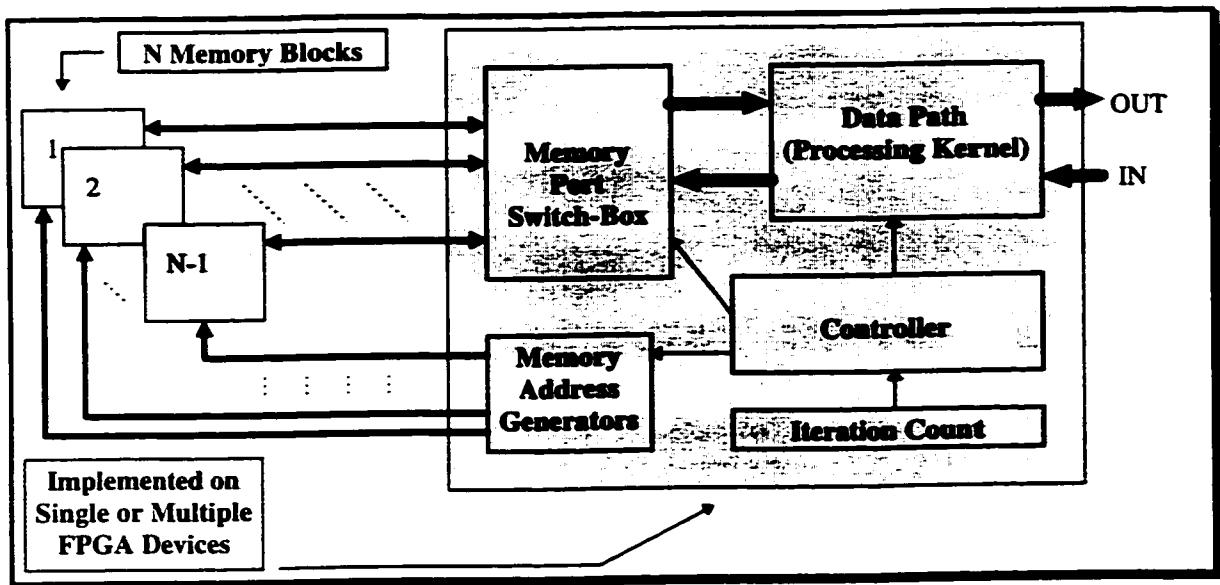 N Memory Blocks
1
2
N-1
Memory
Port
Switch-Box
Data Path
(Processing Kernel)
OUT
IN
Controller
Memory
Address
Generators
Iteration Count
Implemented on
Single or Multiple
FPGA Devices